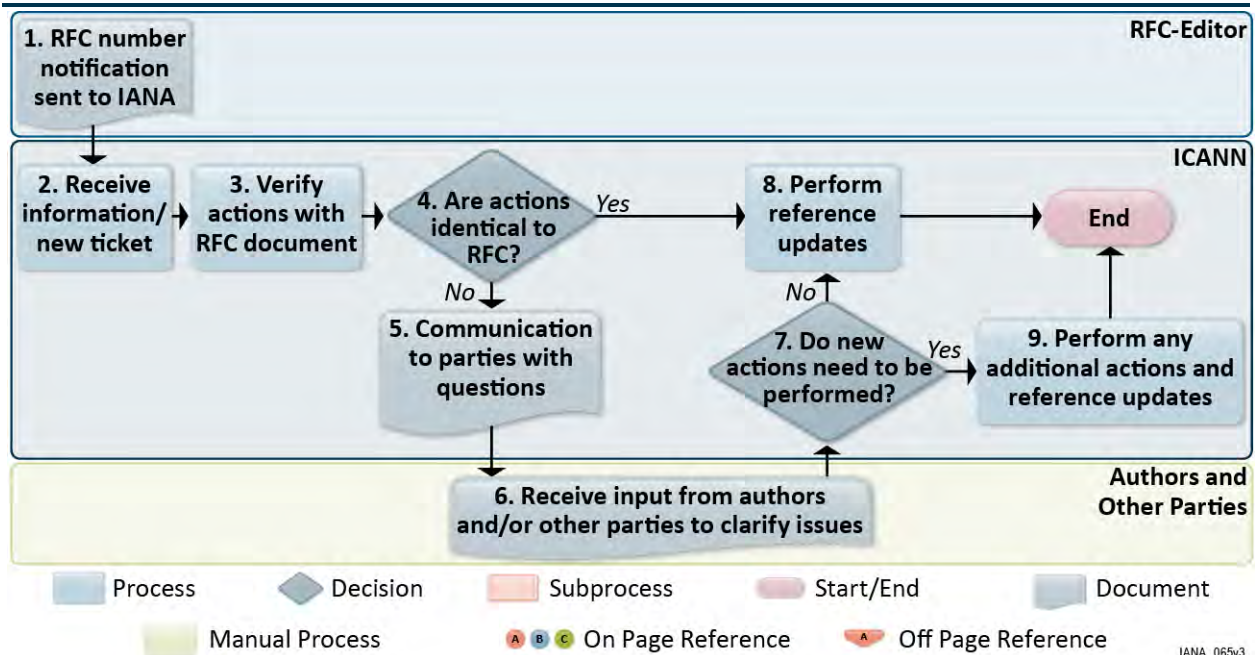 RFC-Editor
1. RFC number
notification
sent to IANA
ICANN
2. Receive
information/
new ticket
3. Verify
actions with
RFC document
4. Are actions
identical to
RFC?
Yes
No
5. Communication
to parties with
questions
8. Perform
reference
updates
End
No
7. Do new
actions need to be
performed?
Yes
9. Perform any
additional actions and
reference updates
Authors and
Other Parties
6. Receive input from authors
and/or other parties to clarify issues
Process
Decision
Subprocess
Start/End
Document
Manual Process
A B C On Page Reference
A Off Page Reference
IANA_065v3